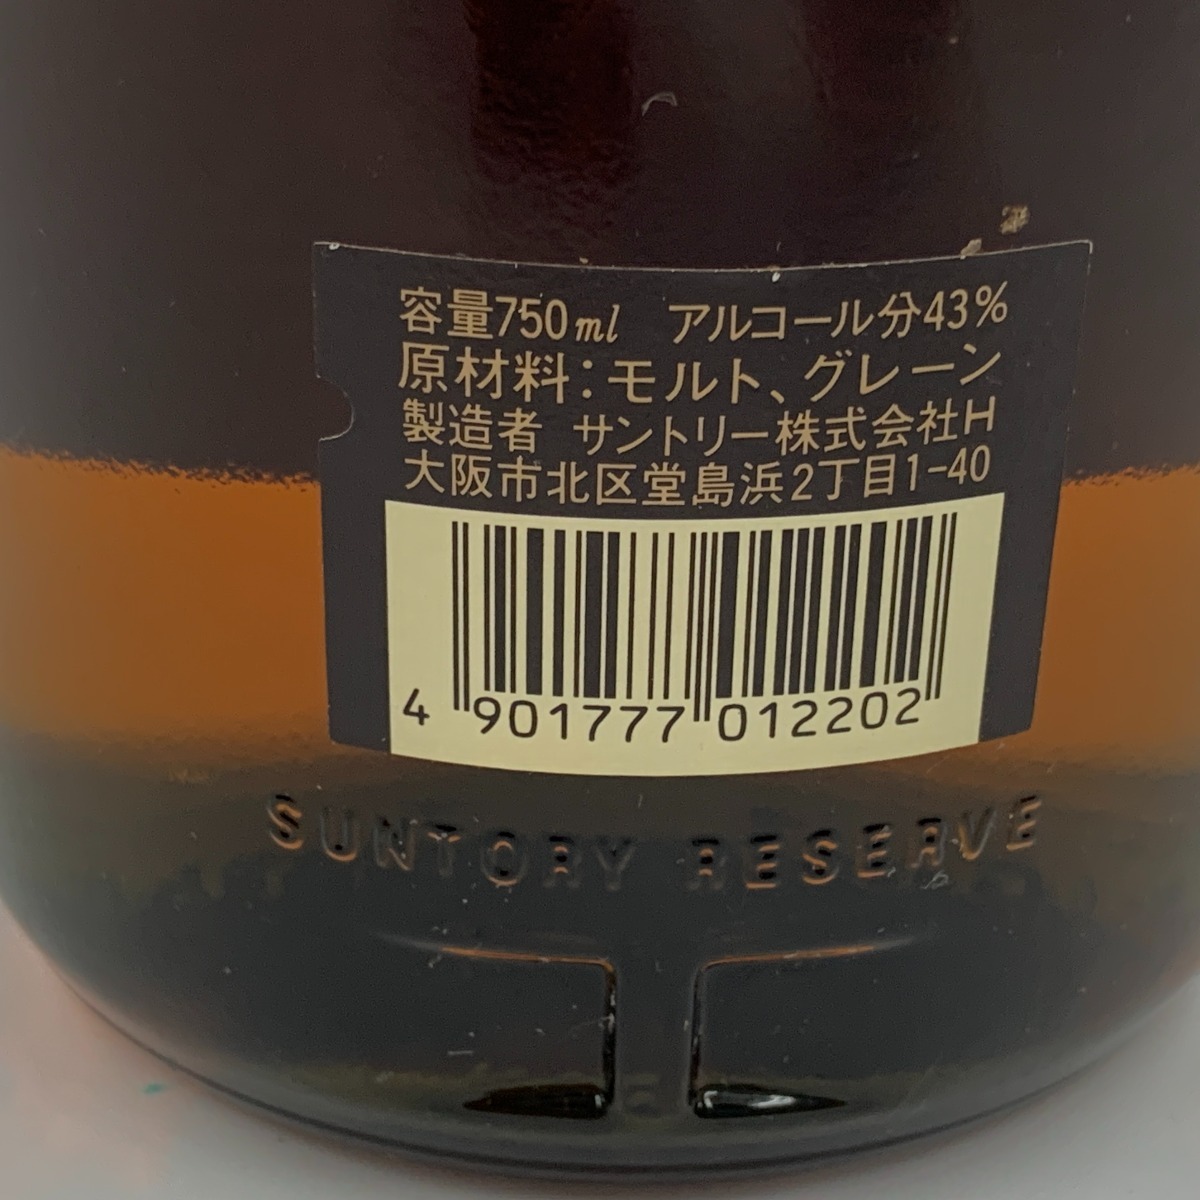 容量750ml アルコール分43%
原材料：モルト、グレーン
製造者 サントリー株式会社H
大阪市北区堂島浜2丁目1-40
4 901777 012202
SUNTORY RESERVE